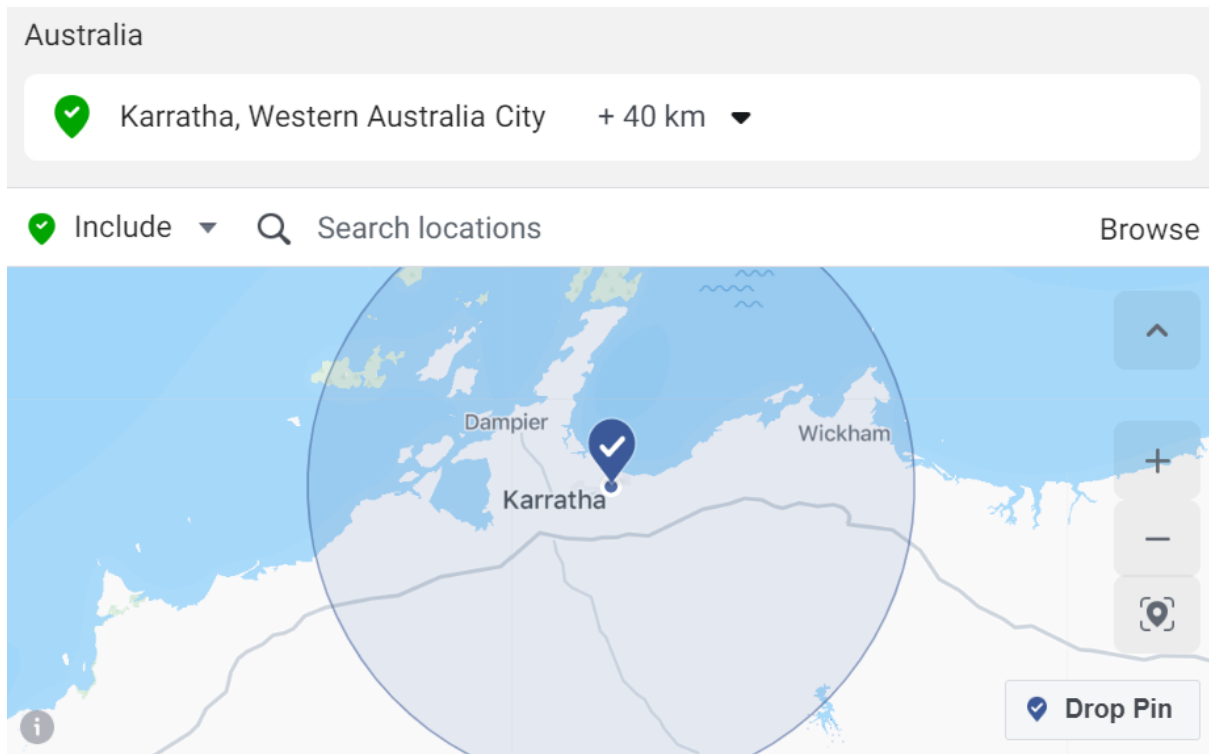 Australia
Karratha, Western Australia City + 40 km
Include Search locations Browse
Dampier
Wickham
Karratha
Drop Pin